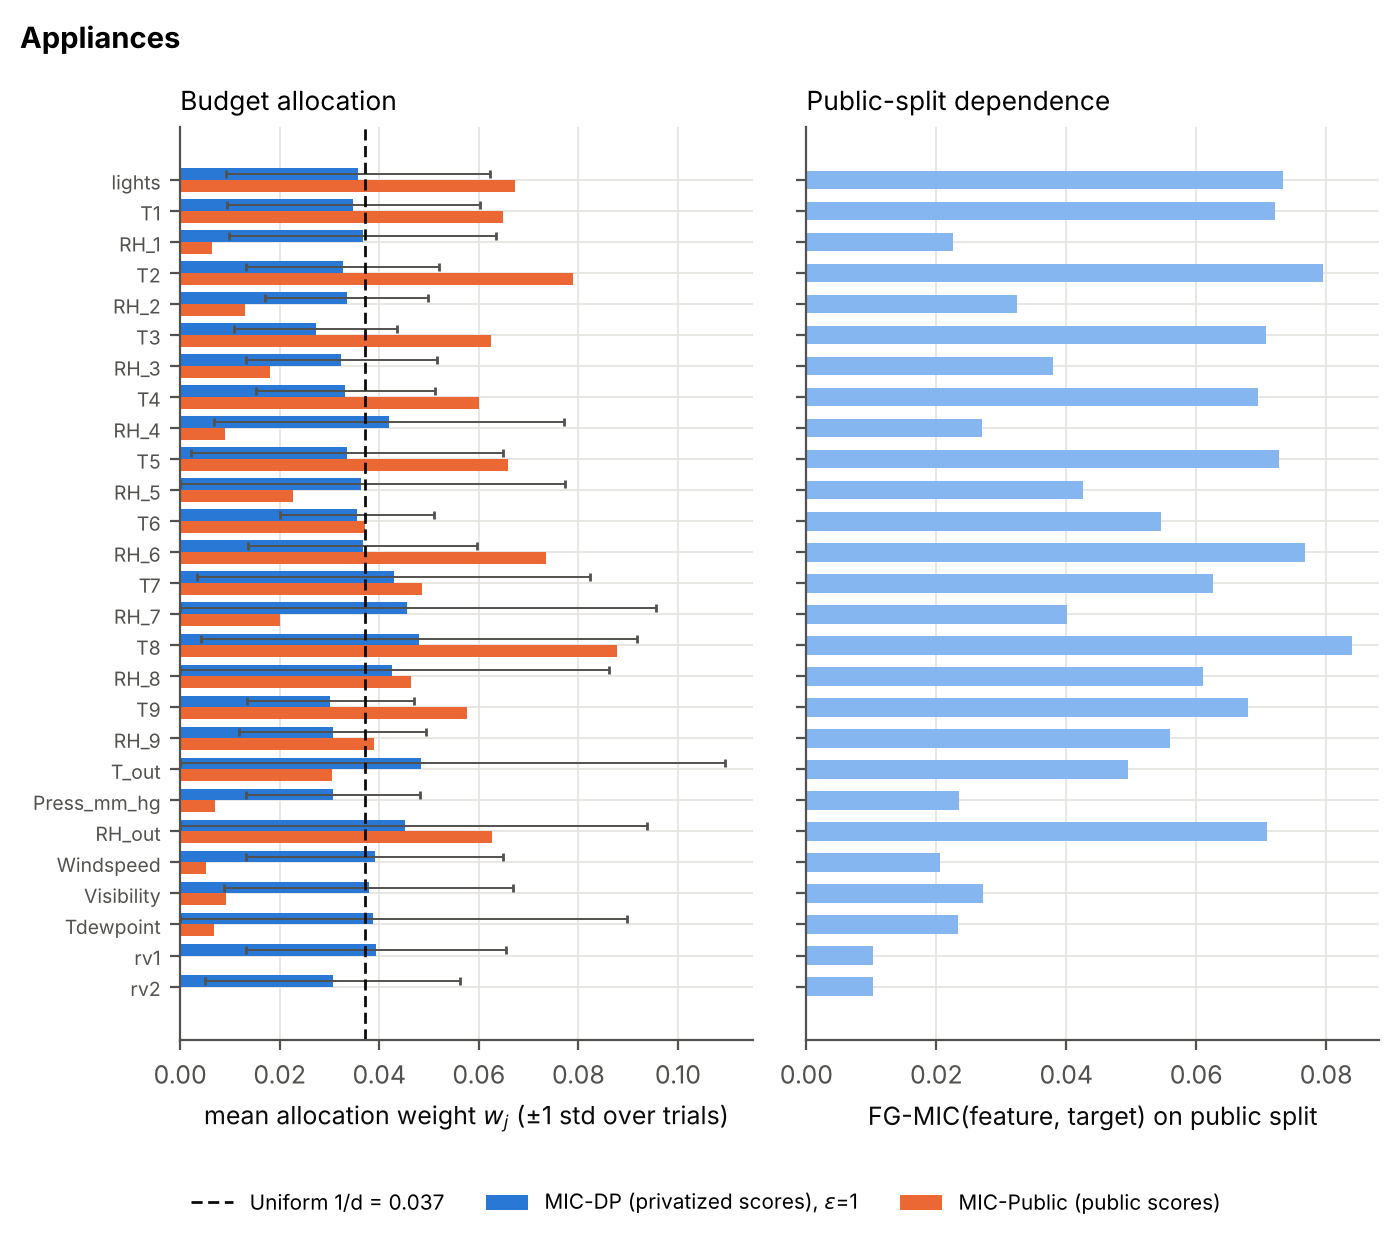 Appliances
Budget allocation
Public-split dependence
lights
T1
RH_1
T2
RH_2
T3
RH_3
T4
RH_4
T5
RH_5
T6
RH_6
T7
RH_7
T8
RH_8
T9
RH_9
T_out
Press_mm_hg
RH_out
Windspeed
Visibility
Tdewpoint
rv1
rv2
0.00 0.02 0.04 0.06 0.08 0.10
0.00 0.02 0.04 0.06 0.08
mean allocation weight wⱼ (±1 std over trials)
FG-MIC(feature, target) on public split
Uniform 1/d = 0.037
MIC-DP (privatized scores), ε=1
MIC-Public (public scores)